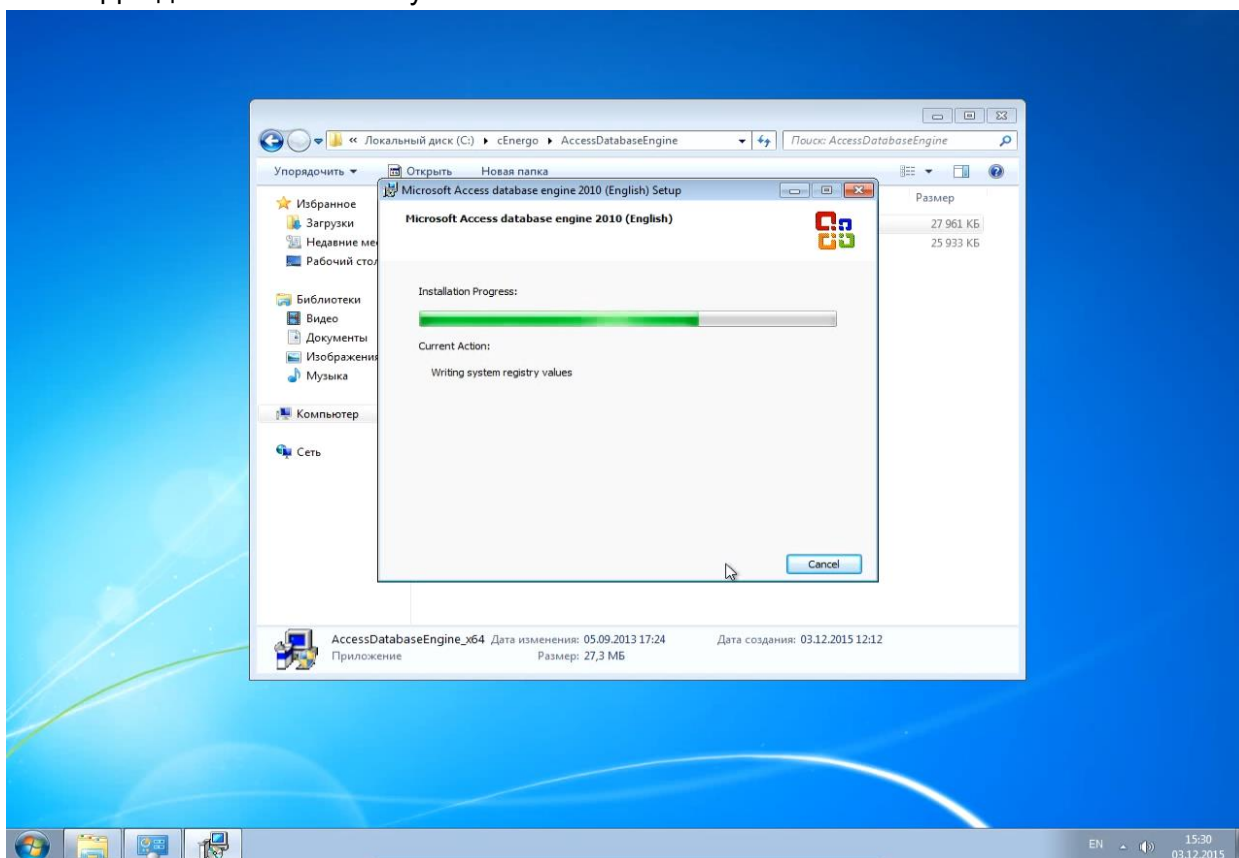 « Локальный диск (C:) ▸ cEnergo ▸ AccessDatabaseEngine
Поиск: AccessDatabaseEngine
Упорядочить
Открыть
Новая папка
Microsoft Access database engine 2010 (English) Setup
Microsoft Access database engine 2010 (English)
Размер
27 961 КБ
25 933 КБ
Избранное
Загрузки
Недавние ме
Рабочий стол
Библиотеки
Видео
Документы
Изображения
Музыка
Компьютер
Сеть
Installation Progress:
Current Action:
Writing system registry values
Cancel
AccessDatabaseEngine_x64 Дата изменения: 05.09.2013 17:24 Дата создания: 03.12.2015 12:12
Приложение Размер: 27,3 МБ
EN
15:30
03.12.2015